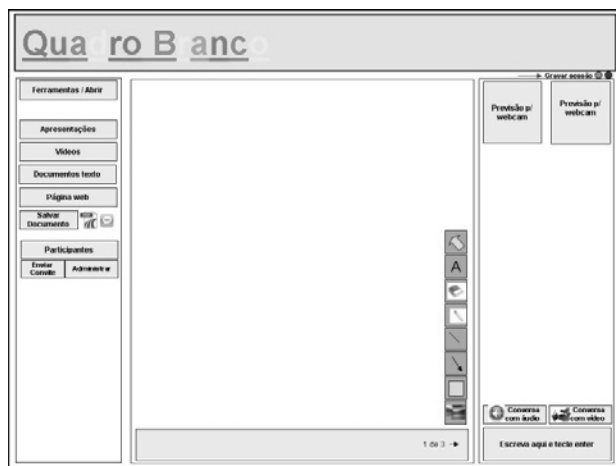 Quadro Branco
Gravar sessão
Ferramentas / Abrir
Apresentações
Vídeos
Documentos texto
Página web
Salvar
Documento
Participantes
Enviar
Convite
Administrar
Previsão p/
webcam
Previsão p/
webcam
A
Conversa
com áudio
Conversa
com vídeo
1 de 3
Escreva aqui e tecle enter